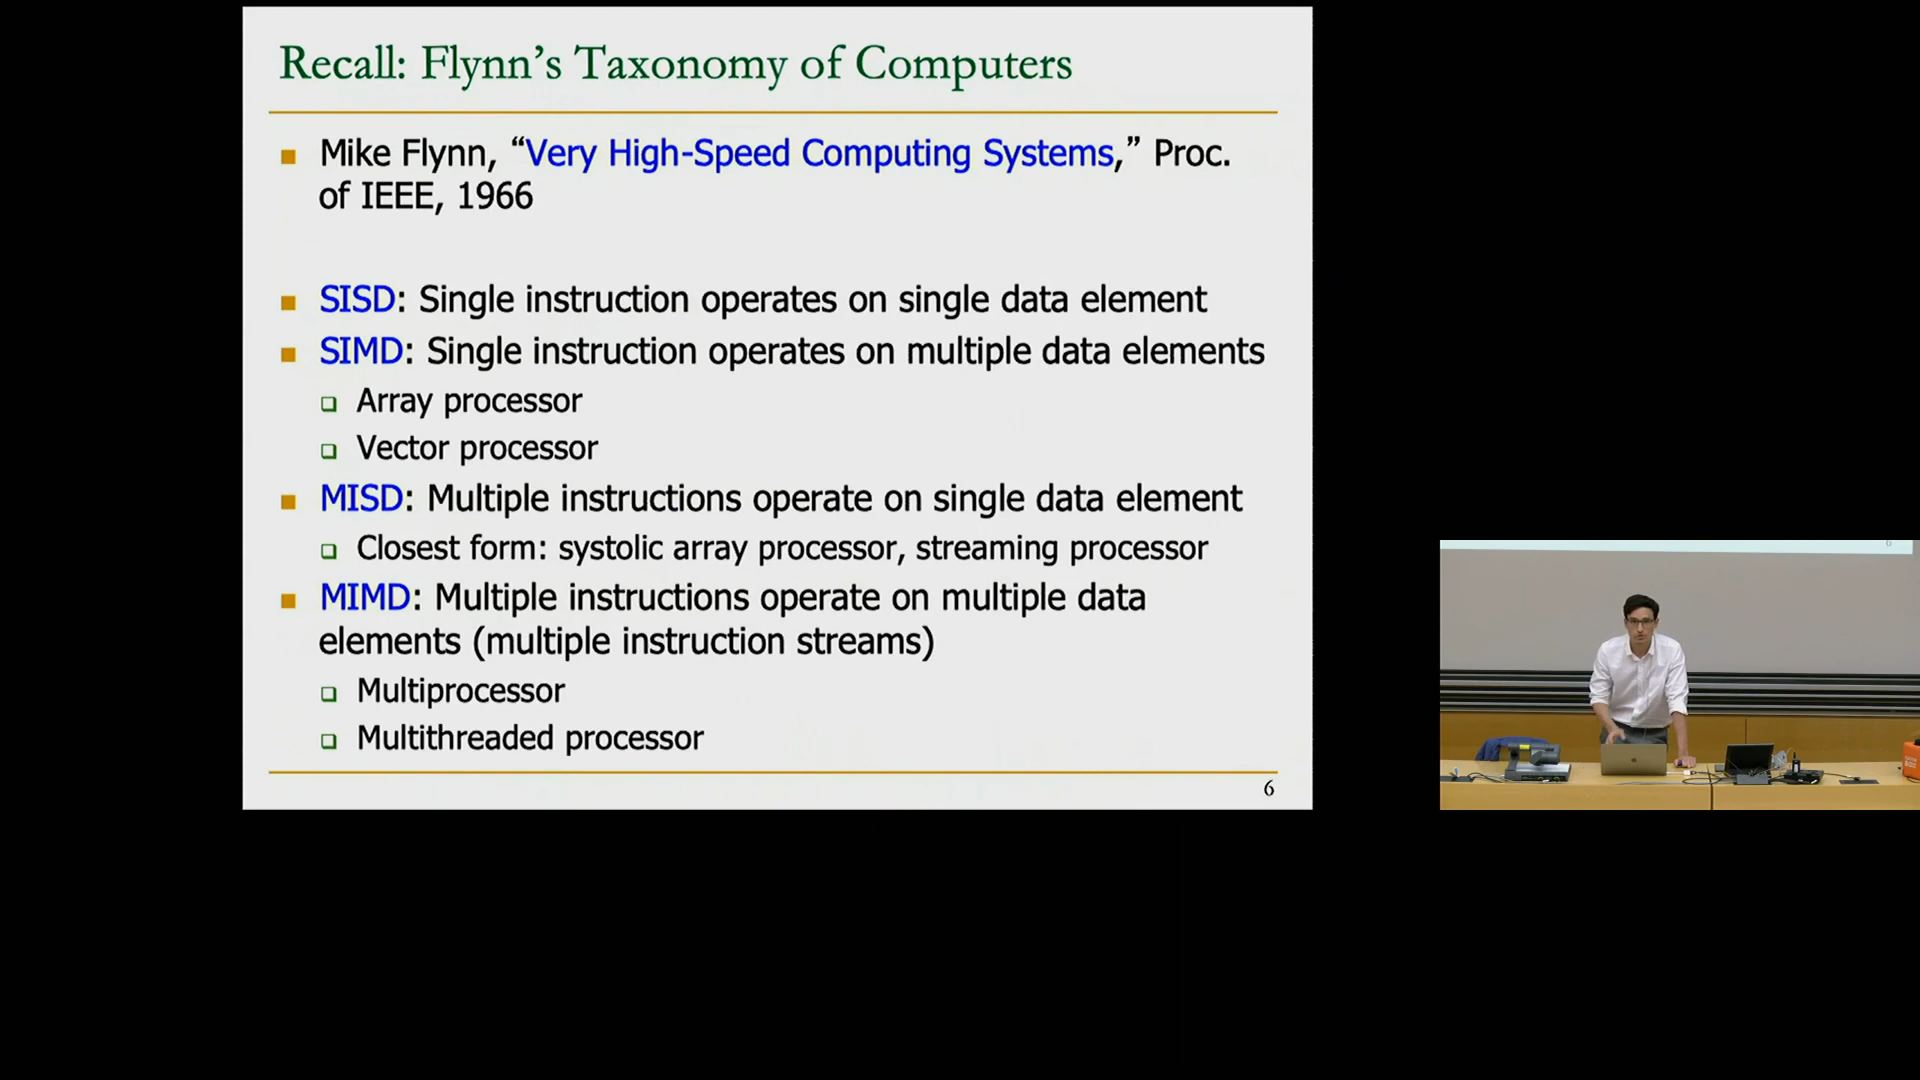 Recall: Flynn's Taxonomy of Computers
Mike Flynn, “Very High-Speed Computing Systems,” Proc.
of IEEE, 1966
SISD: Single instruction operates on single data element
SIMD: Single instruction operates on multiple data elements
Array processor
Vector processor
MISD: Multiple instructions operate on single data element
Closest form: systolic array processor, streaming processor
MIMD: Multiple instructions operate on multiple data
elements (multiple instruction streams)
Multiprocessor
Multithreaded processor
6